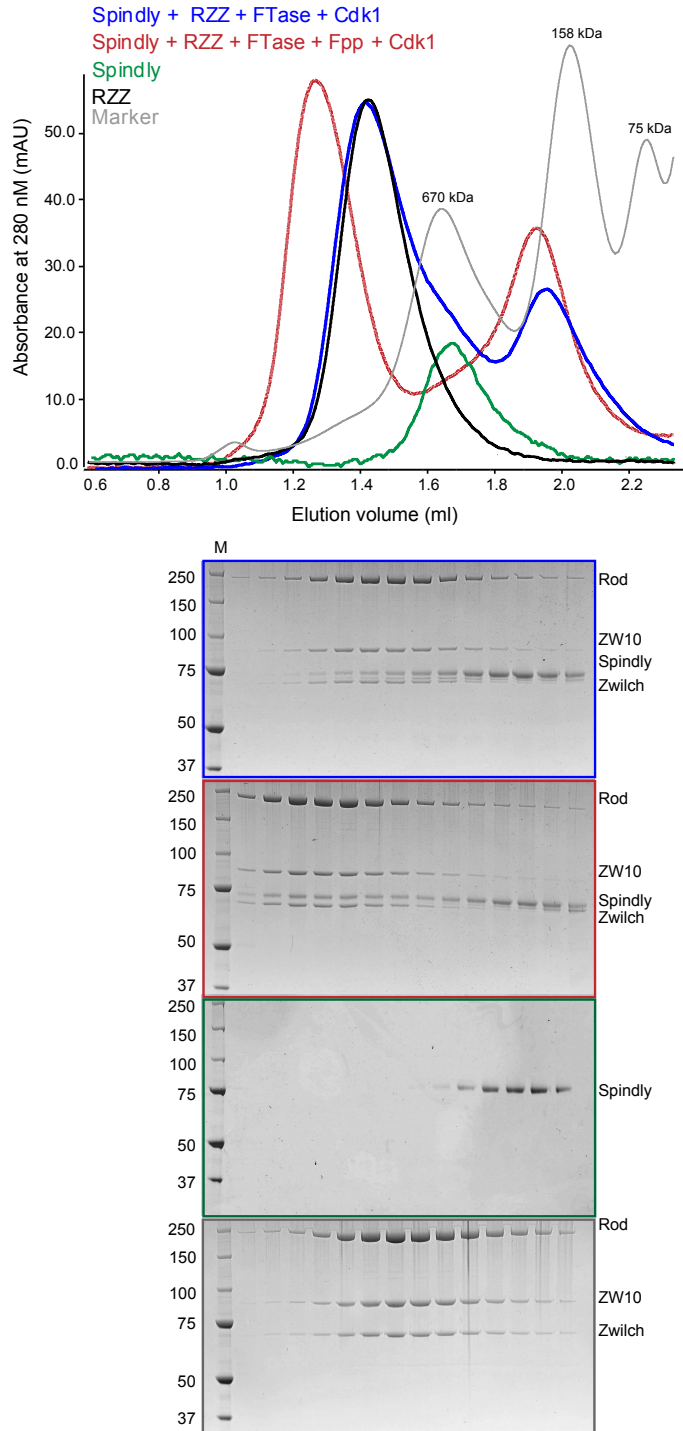 Spindly + RZZ + FTase + Cdk1
Spindly + RZZ + FTase + Fpp + Cdk1
Spindly
RZZ
Marker
158 kDa
75 kDa
670 kDa
Absorbance at 280 nM (mAU)
50.0
40.0
30.0
20.0
10.0
0.0
0.6 0.8 1.0 1.2 1.4 1.6 1.8 2.0 2.2
Elution volume (ml)
M
250 Rod
150
100 ZW10
75 Spindly
Zwilch
50
37
250 Rod
150
100 ZW10
75 Spindly
Zwilch
50
37
250
150
100
75 Spindly
50
37
250 Rod
150
100 ZW10
75 Zwilch
50
37